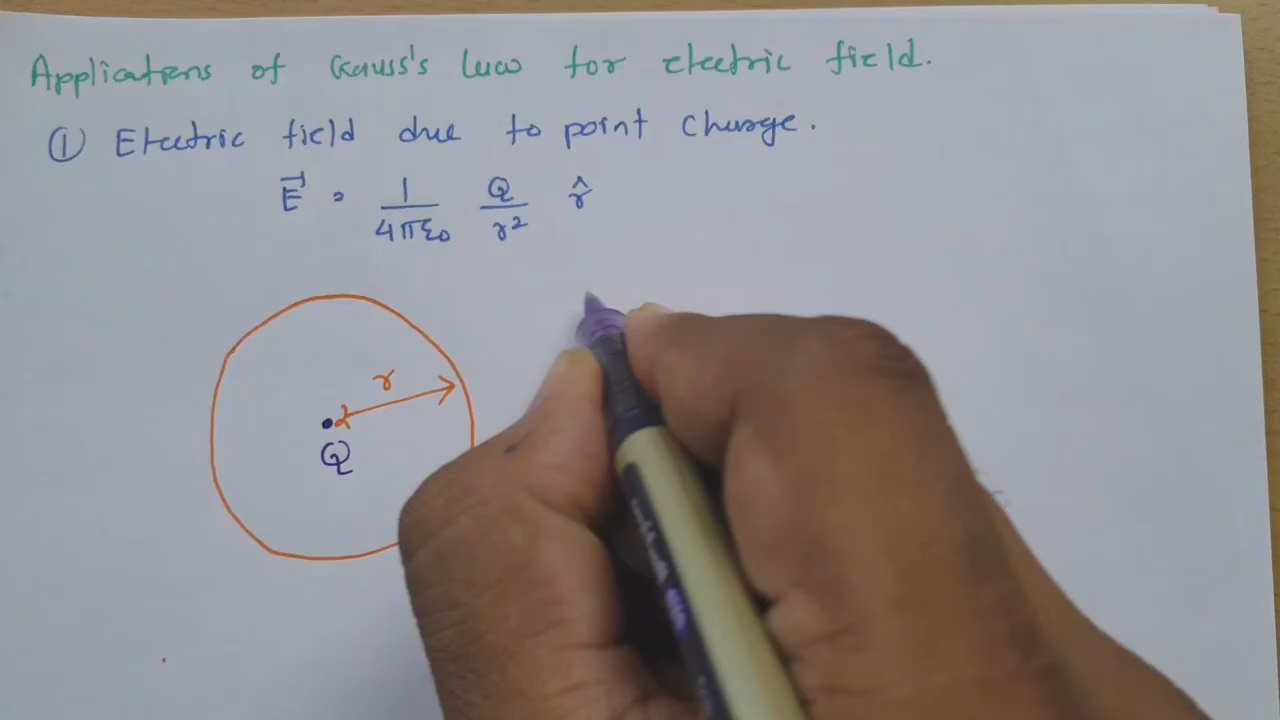 Applications of Gauss's Law for electric field.
① Electric field due to point charge.
E⃗ = 1/4πε₀ Q/r² r̂
r
Q